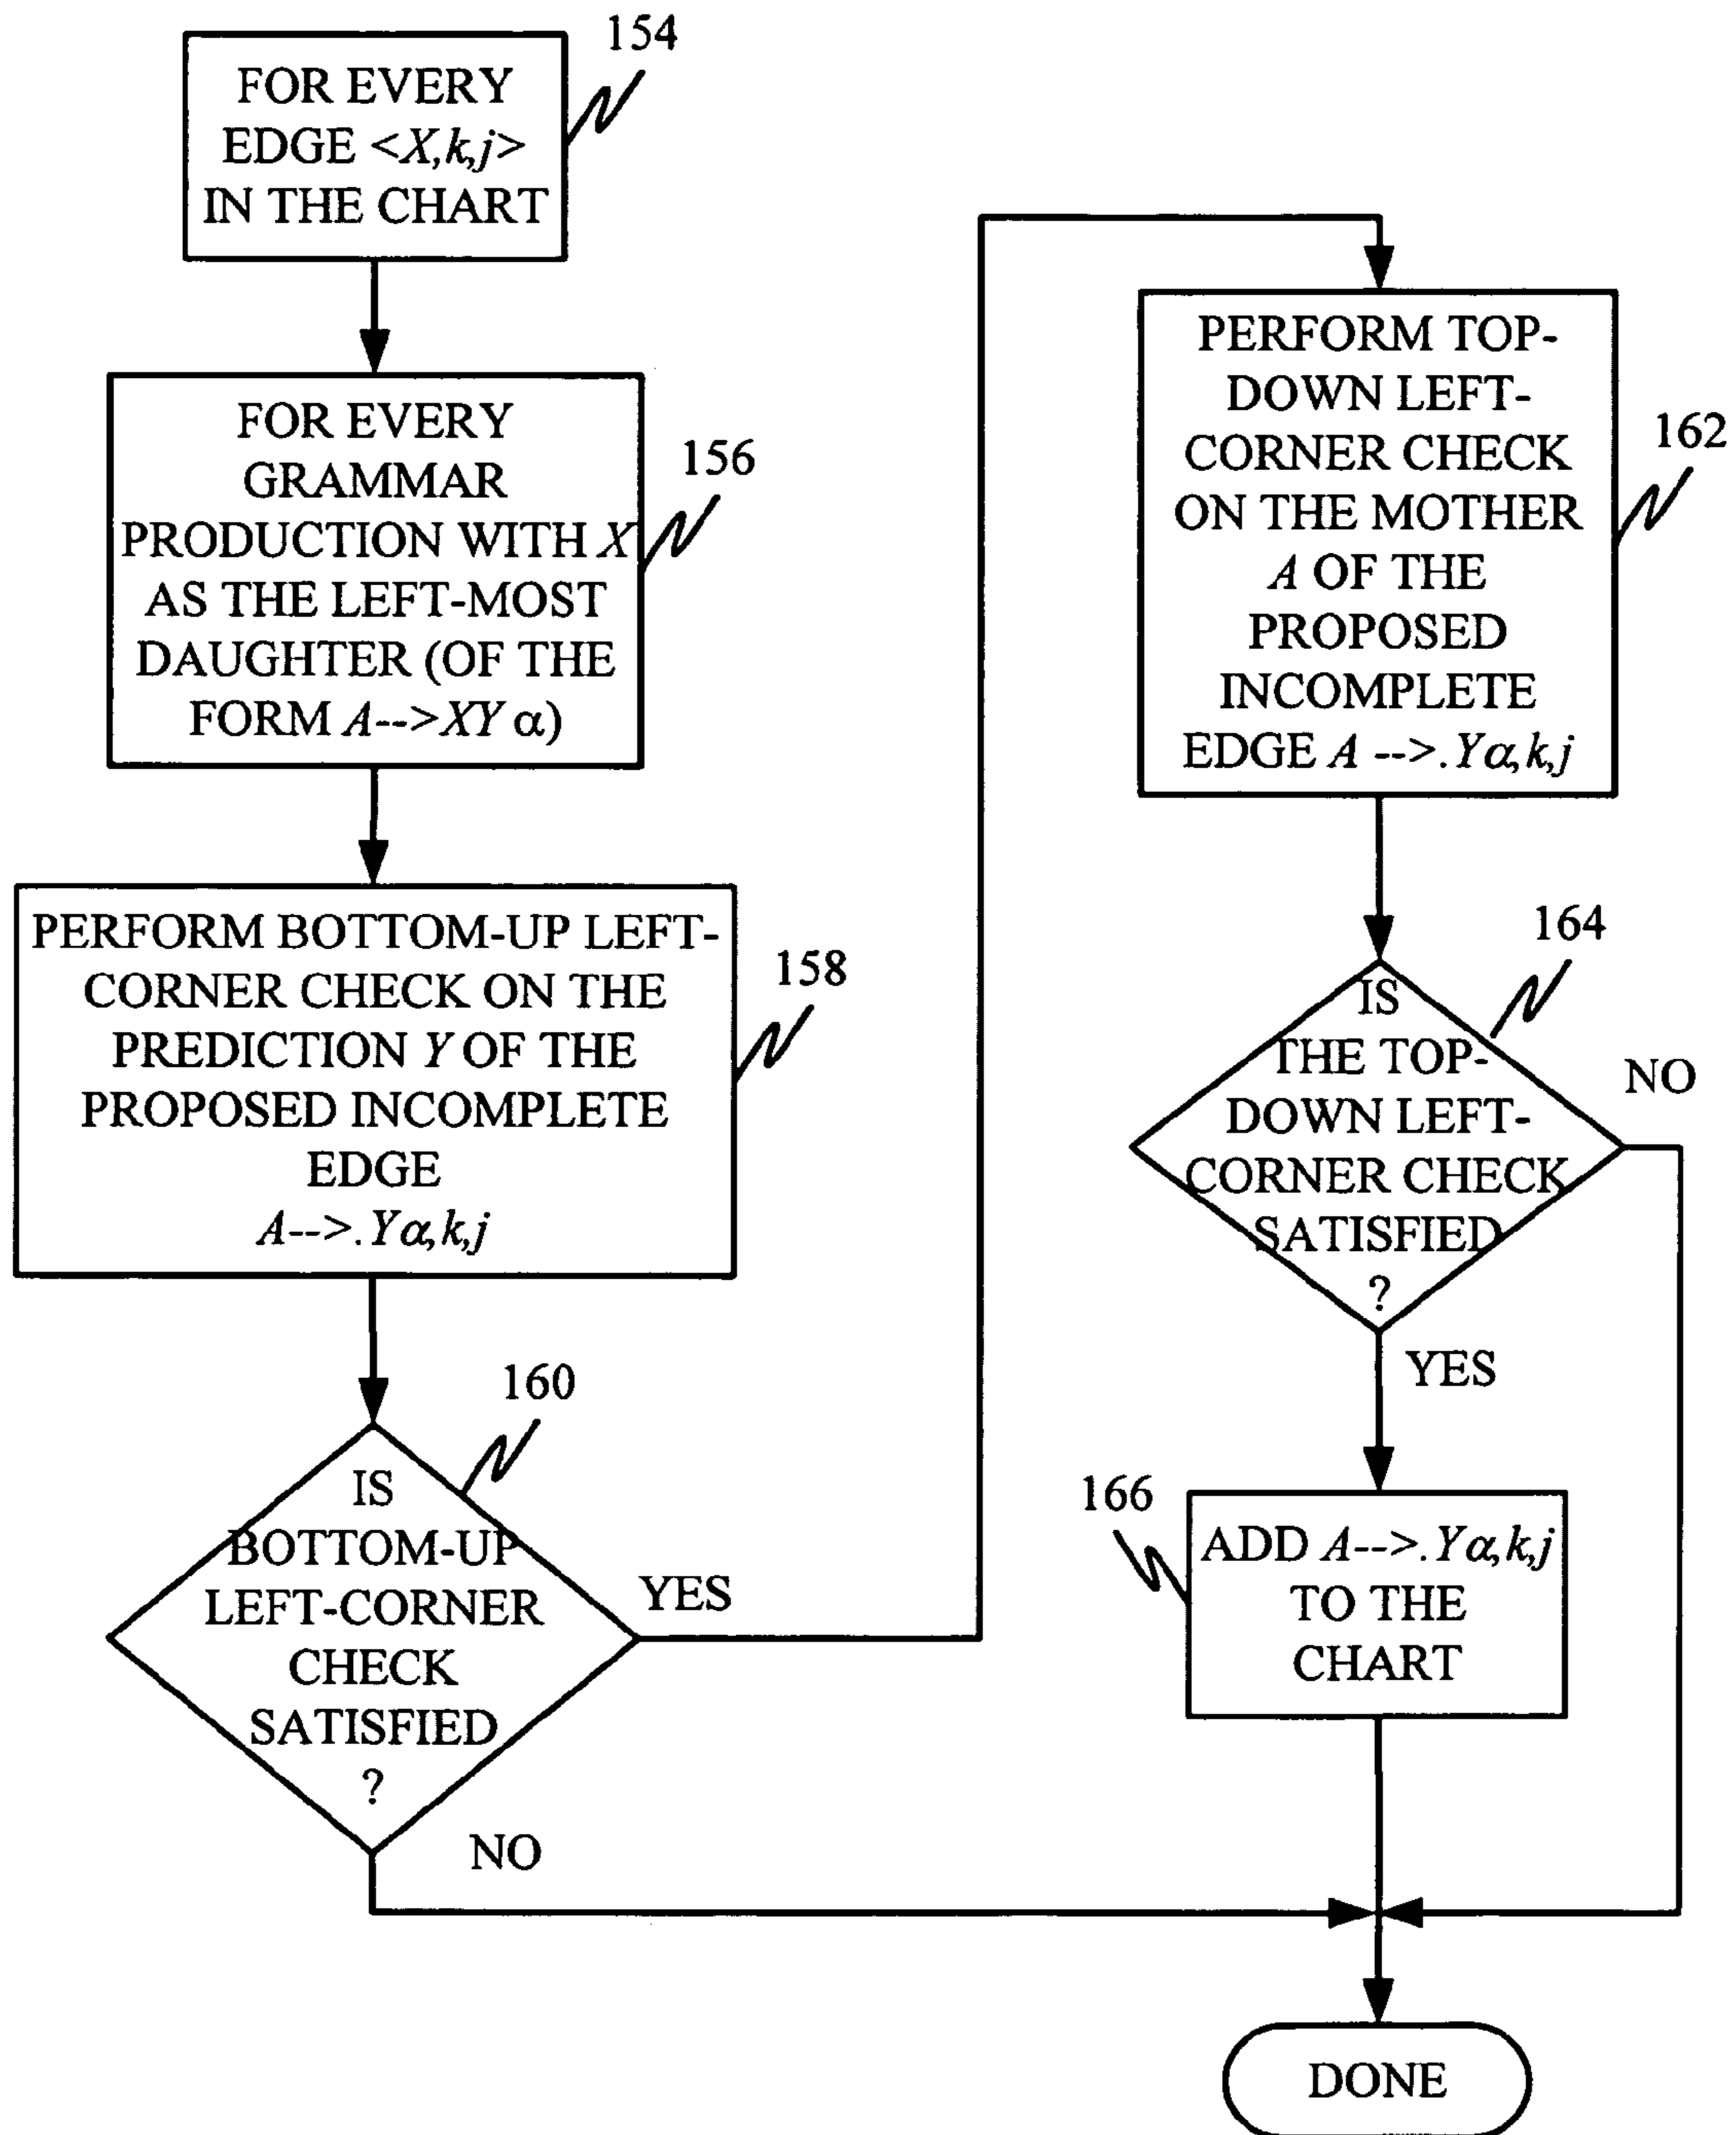 154
FOR EVERY
EDGE <X,k,j>
IN THE CHART
156
FOR EVERY
GRAMMAR
PRODUCTION WITH X
AS THE LEFT-MOST
DAUGHTER (OF THE
FORM A-->XY α)
158
PERFORM BOTTOM-UP LEFT-
CORNER CHECK ON THE
PREDICTION Y OF THE
PROPOSED INCOMPLETE
EDGE
A-->.Yα,k,j
160
IS
BOTTOM-UP
LEFT-CORNER
CHECK
SATISFIED
?
YES
NO
162
PERFORM TOP-
DOWN LEFT-
CORNER CHECK
ON THE MOTHER
A OF THE
PROPOSED
INCOMPLETE
EDGE A -->.Yα,k,j
164
IS
THE TOP-
DOWN LEFT-
CORNER CHECK
SATISFIED
?
NO
YES
166
ADD A-->.Yα,k,j
TO THE
CHART
DONE